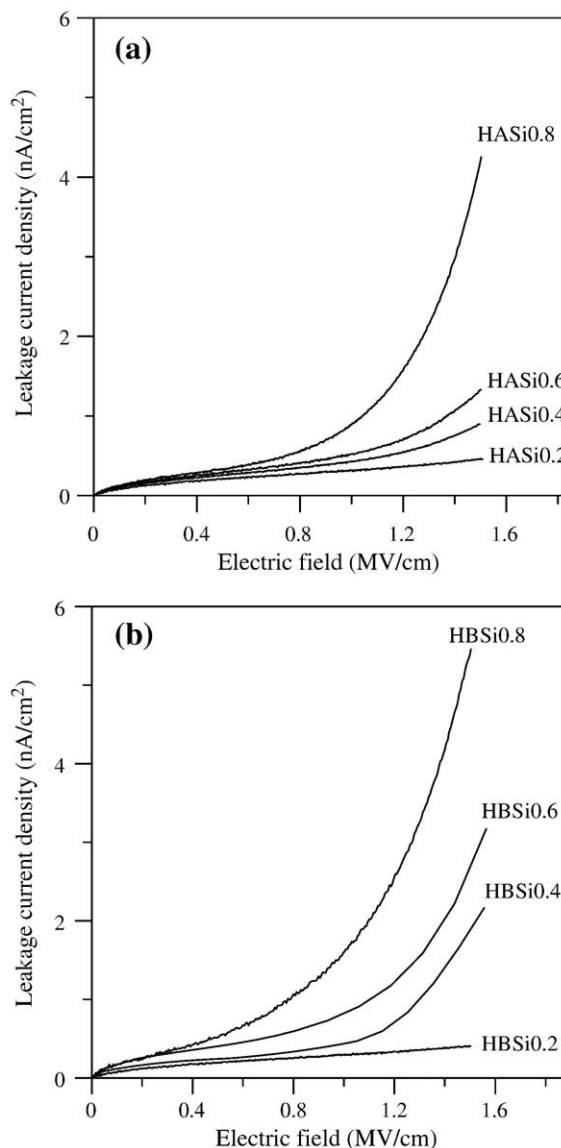 (a)
Leakage current density (nA/cm²)
6
4
2
0
HASi0.8
HASi0.6
HASi0.4
HASi0.2
0 0.4 0.8 1.2 1.6
Electric field (MV/cm)
(b)
Leakage current density (nA/cm²)
6
4
2
0
HBSi0.8
HBSi0.6
HBSi0.4
HBSi0.2
0 0.4 0.8 1.2 1.6
Electric field (MV/cm)